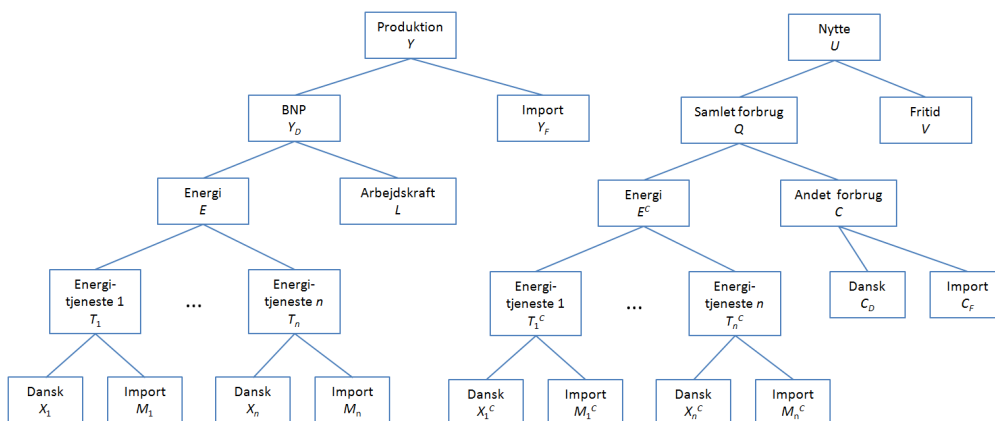 Produktion
Y
Nytte
U
BNP
Y_D
Import
Y_F
Samlet forbrug
Q
Fritid
V
Energi
E
Arbejdskraft
L
Energi
E^C
Andet forbrug
C
Energi-
tjeneste 1
T_1
...
Energi-
tjeneste n
T_n
Energi-
tjeneste 1
T_1^C
...
Energi-
tjeneste n
T_n^C
Dansk
C_D
Import
C_F
Dansk
X_1
Import
M_1
Dansk
X_n
Import
M_n
Dansk
X_1^C
Import
M_1^C
Dansk
X_n^C
Import
M_n^C